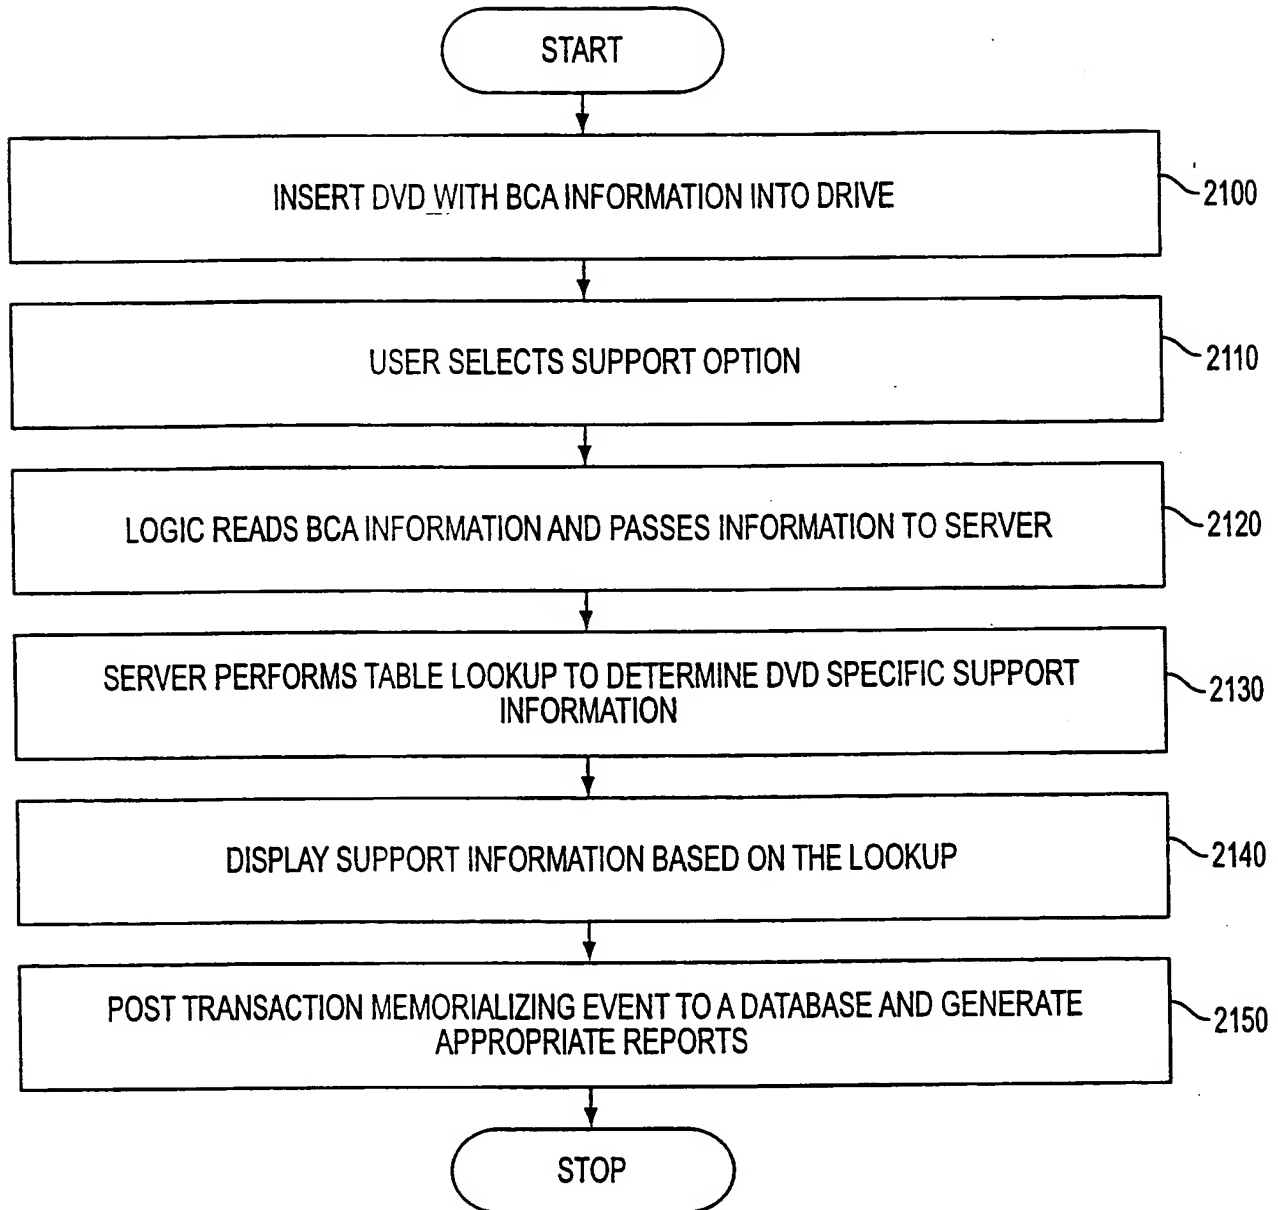 START
INSERT DVD WITH BCA INFORMATION INTO DRIVE
2100
USER SELECTS SUPPORT OPTION
2110
LOGIC READS BCA INFORMATION AND PASSES INFORMATION TO SERVER
2120
SERVER PERFORMS TABLE LOOKUP TO DETERMINE DVD SPECIFIC SUPPORT
INFORMATION
2130
DISPLAY SUPPORT INFORMATION BASED ON THE LOOKUP
2140
POST TRANSACTION MEMORIALIZING EVENT TO A DATABASE AND GENERATE
APPROPRIATE REPORTS
2150
STOP